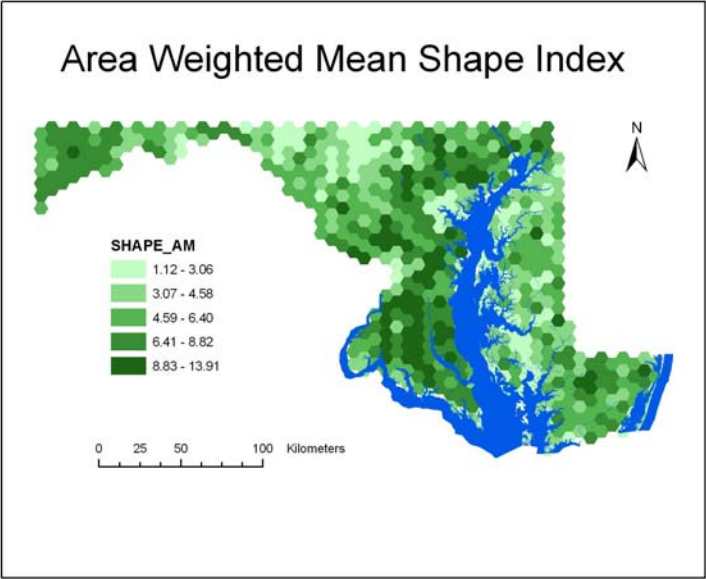 Area Weighted Mean Shape Index
N
SHAPE_AM
1.12 - 3.06
3.07 - 4.58
4.59 - 6.40
6.41 - 8.82
8.83 - 13.91
0 25 50 100 Kilometers